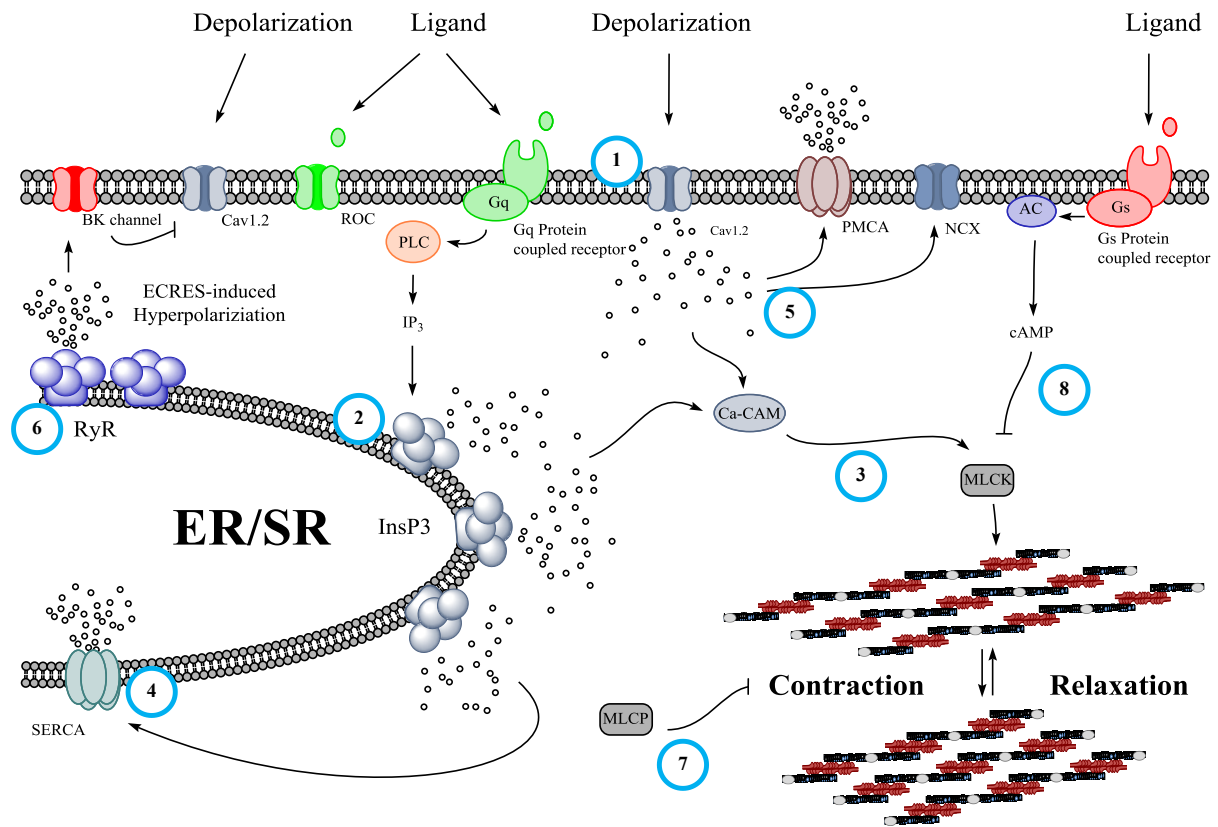 Depolarization
Ligand
Depolarization
Ligand
1
BK channel
Cav1.2
ROC
Gq
Gq Protein
coupled receptor
PLC
Cav1.2
PMCA
NCX
AC
Gs
Gs Protein
coupled receptor
ECRES-induced
Hyperpolariziation
IP3
5
cAMP
8
6
RyR
2
Ca-CAM
3
MLCK
ER/SR
InsP3
4
SERCA
Contraction
Relaxation
MLCP
7